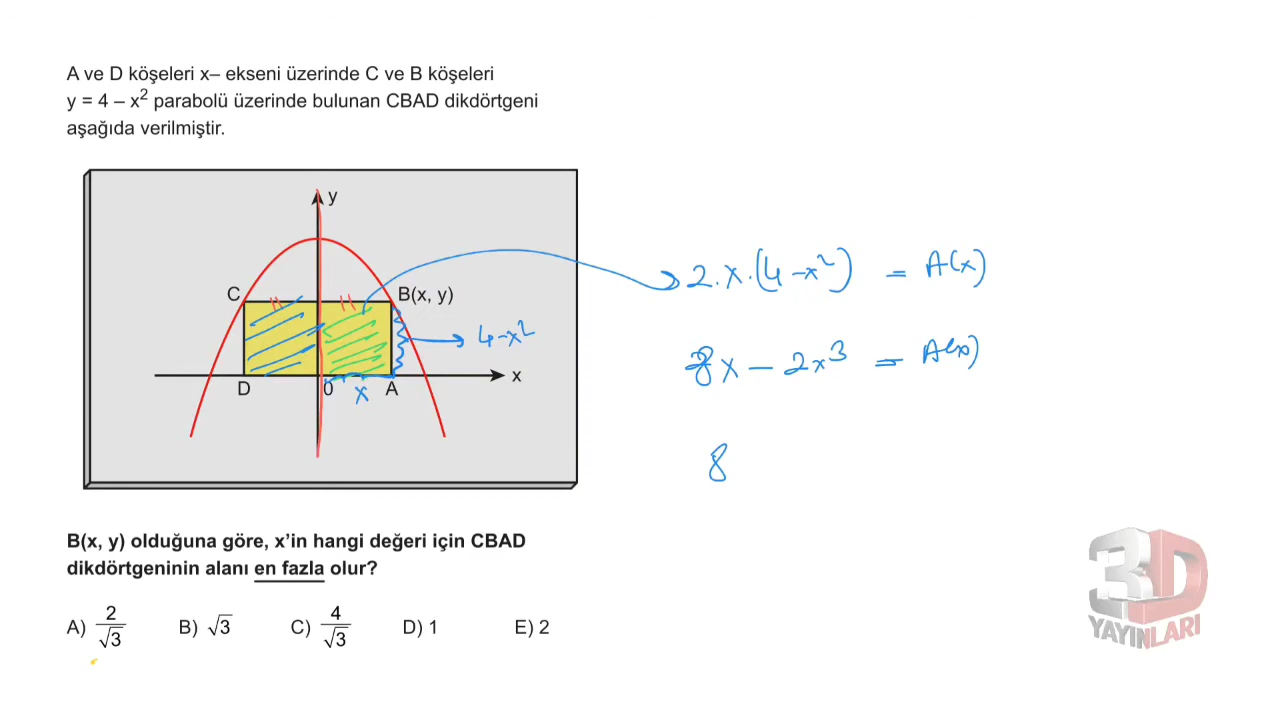 A ve D köşeleri x– ekseni üzerinde C ve B köşeleri
y = 4 – x² parabolü üzerinde bulunan CBAD dikdörtgeni
aşağıda verilmiştir.
y
C
B(x, y)
4-x²
D
0
x
A
x
2.x.(4-x²) = A(x)
8x - 2x³ = A(x)
8
B(x, y) olduğuna göre, x'in hangi değeri için CBAD
dikdörtgeninin alanı en fazla olur?
A) 2/√3 B) √3 C) 4/√3 D) 1 E) 2
3D
YAYINLARI